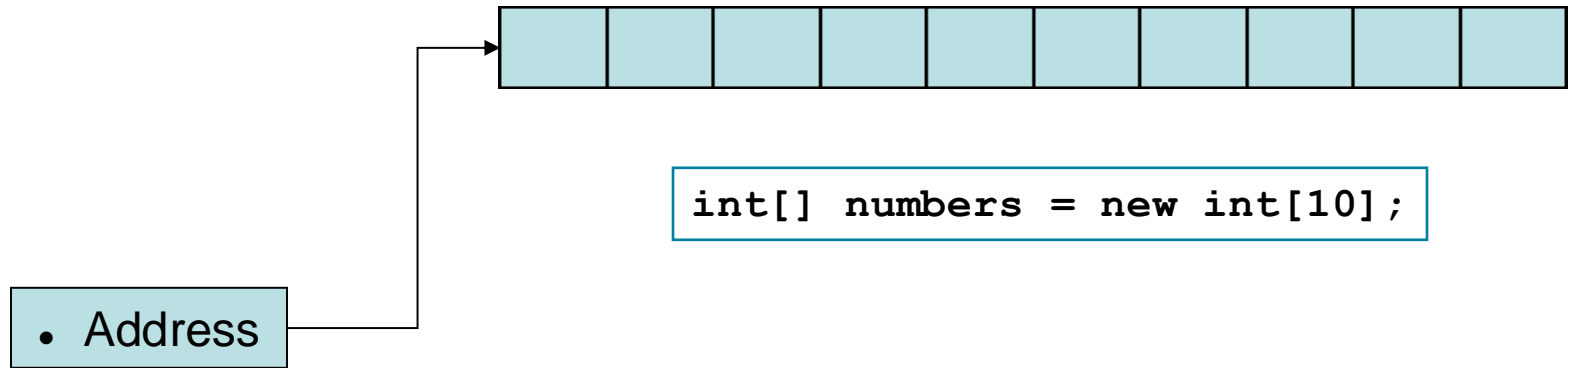 int[] numbers = new int[10];
• Address